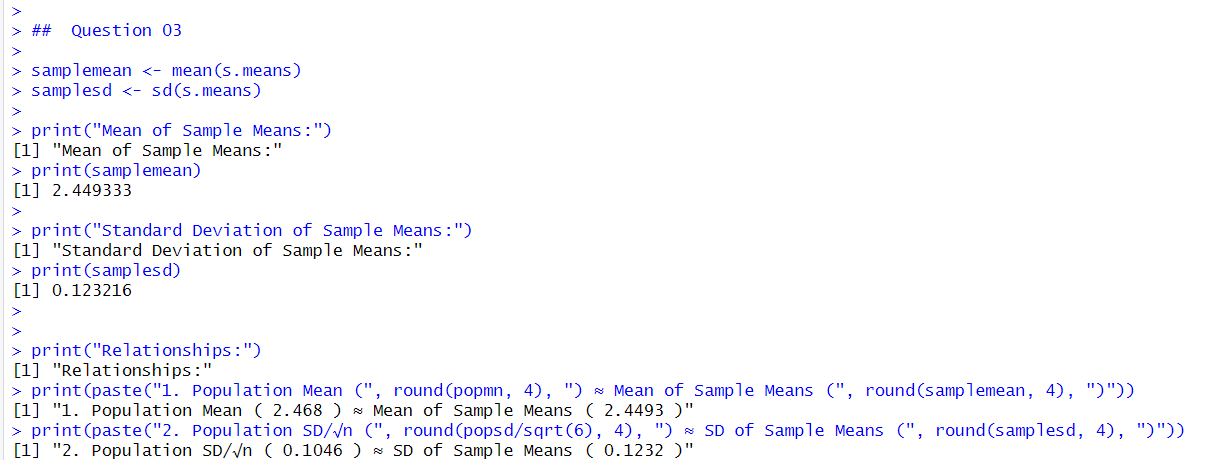 >
> ##  Question 03
>
> samplemean <- mean(s.means)
> samplesd <- sd(s.means)
>
> print("Mean of Sample Means:")
[1] "Mean of Sample Means:"
> print(samplemean)
[1] 2.449333
>
> print("Standard Deviation of Sample Means:")
[1] "Standard Deviation of Sample Means:"
> print(samplesd)
[1] 0.123216
>
>
> print("Relationships:")
[1] "Relationships:"
> print(paste("1. Population Mean (", round(popmn, 4), ") ≈ Mean of Sample Means (", round(samplemean, 4), ")"))
[1] "1. Population Mean ( 2.468 ) ≈ Mean of Sample Means ( 2.4493 )"
> print(paste("2. Population SD/√n (", round(popsd/sqrt(6), 4), ") ≈ SD of Sample Means (", round(samplesd, 4), ")"))
[1] "2. Population SD/√n ( 0.1046 ) ≈ SD of Sample Means ( 0.1232 )"